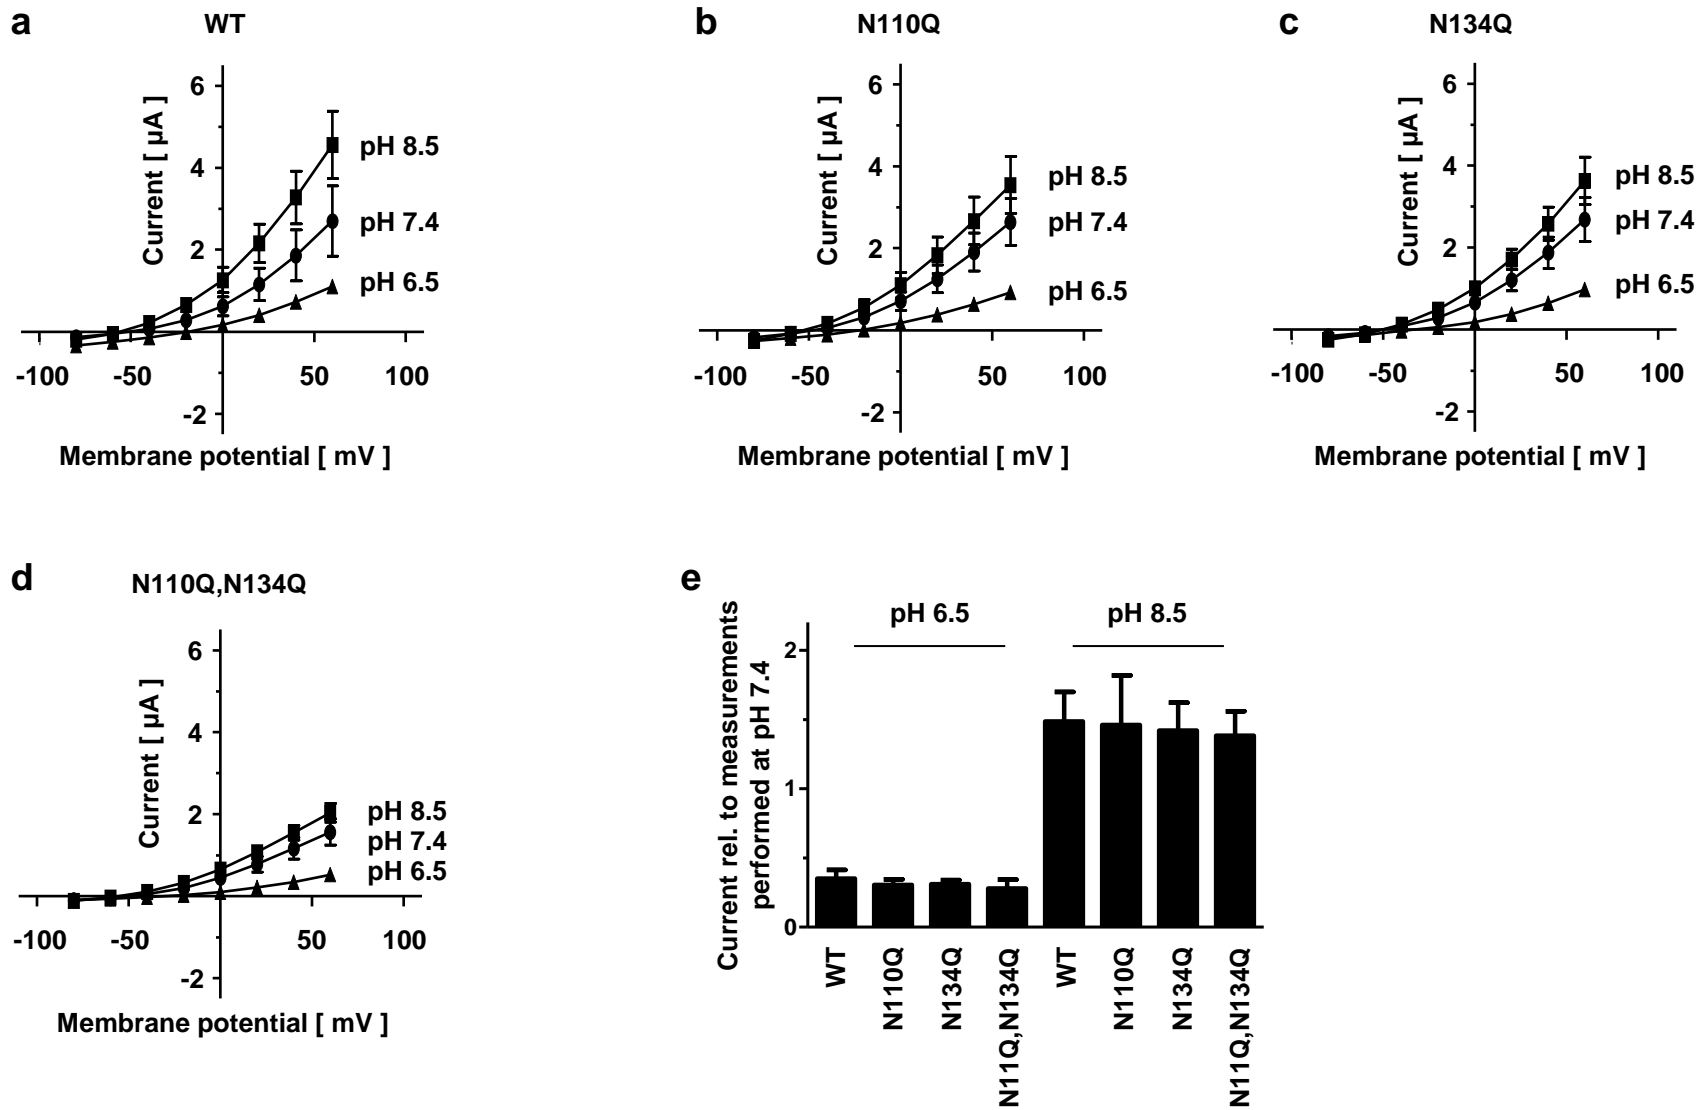 a
WT
6
4
2
-2
-100
-50
50
100
Current [ µA ]
pH 8.5
pH 7.4
pH 6.5
Membrane potential [ mV ]
b
N110Q
6
4
2
-2
-100
-50
50
100
Current [ µA ]
pH 8.5
pH 7.4
pH 6.5
Membrane potential [ mV ]
c
N134Q
6
4
2
-2
-100
-50
50
100
Current [ µA ]
pH 8.5
pH 7.4
pH 6.5
Membrane potential [ mV ]
d
N110Q,N134Q
6
4
2
-2
-100
-50
50
100
Current [ µA ]
pH 8.5
pH 7.4
pH 6.5
Membrane potential [ mV ]
e
pH 6.5
pH 8.5
Current rel. to measurements
performed at pH 7.4
2
1
0
WT
N110Q
N134Q
N11Q,N134Q
WT
N110Q
N134Q
N11Q,N134Q